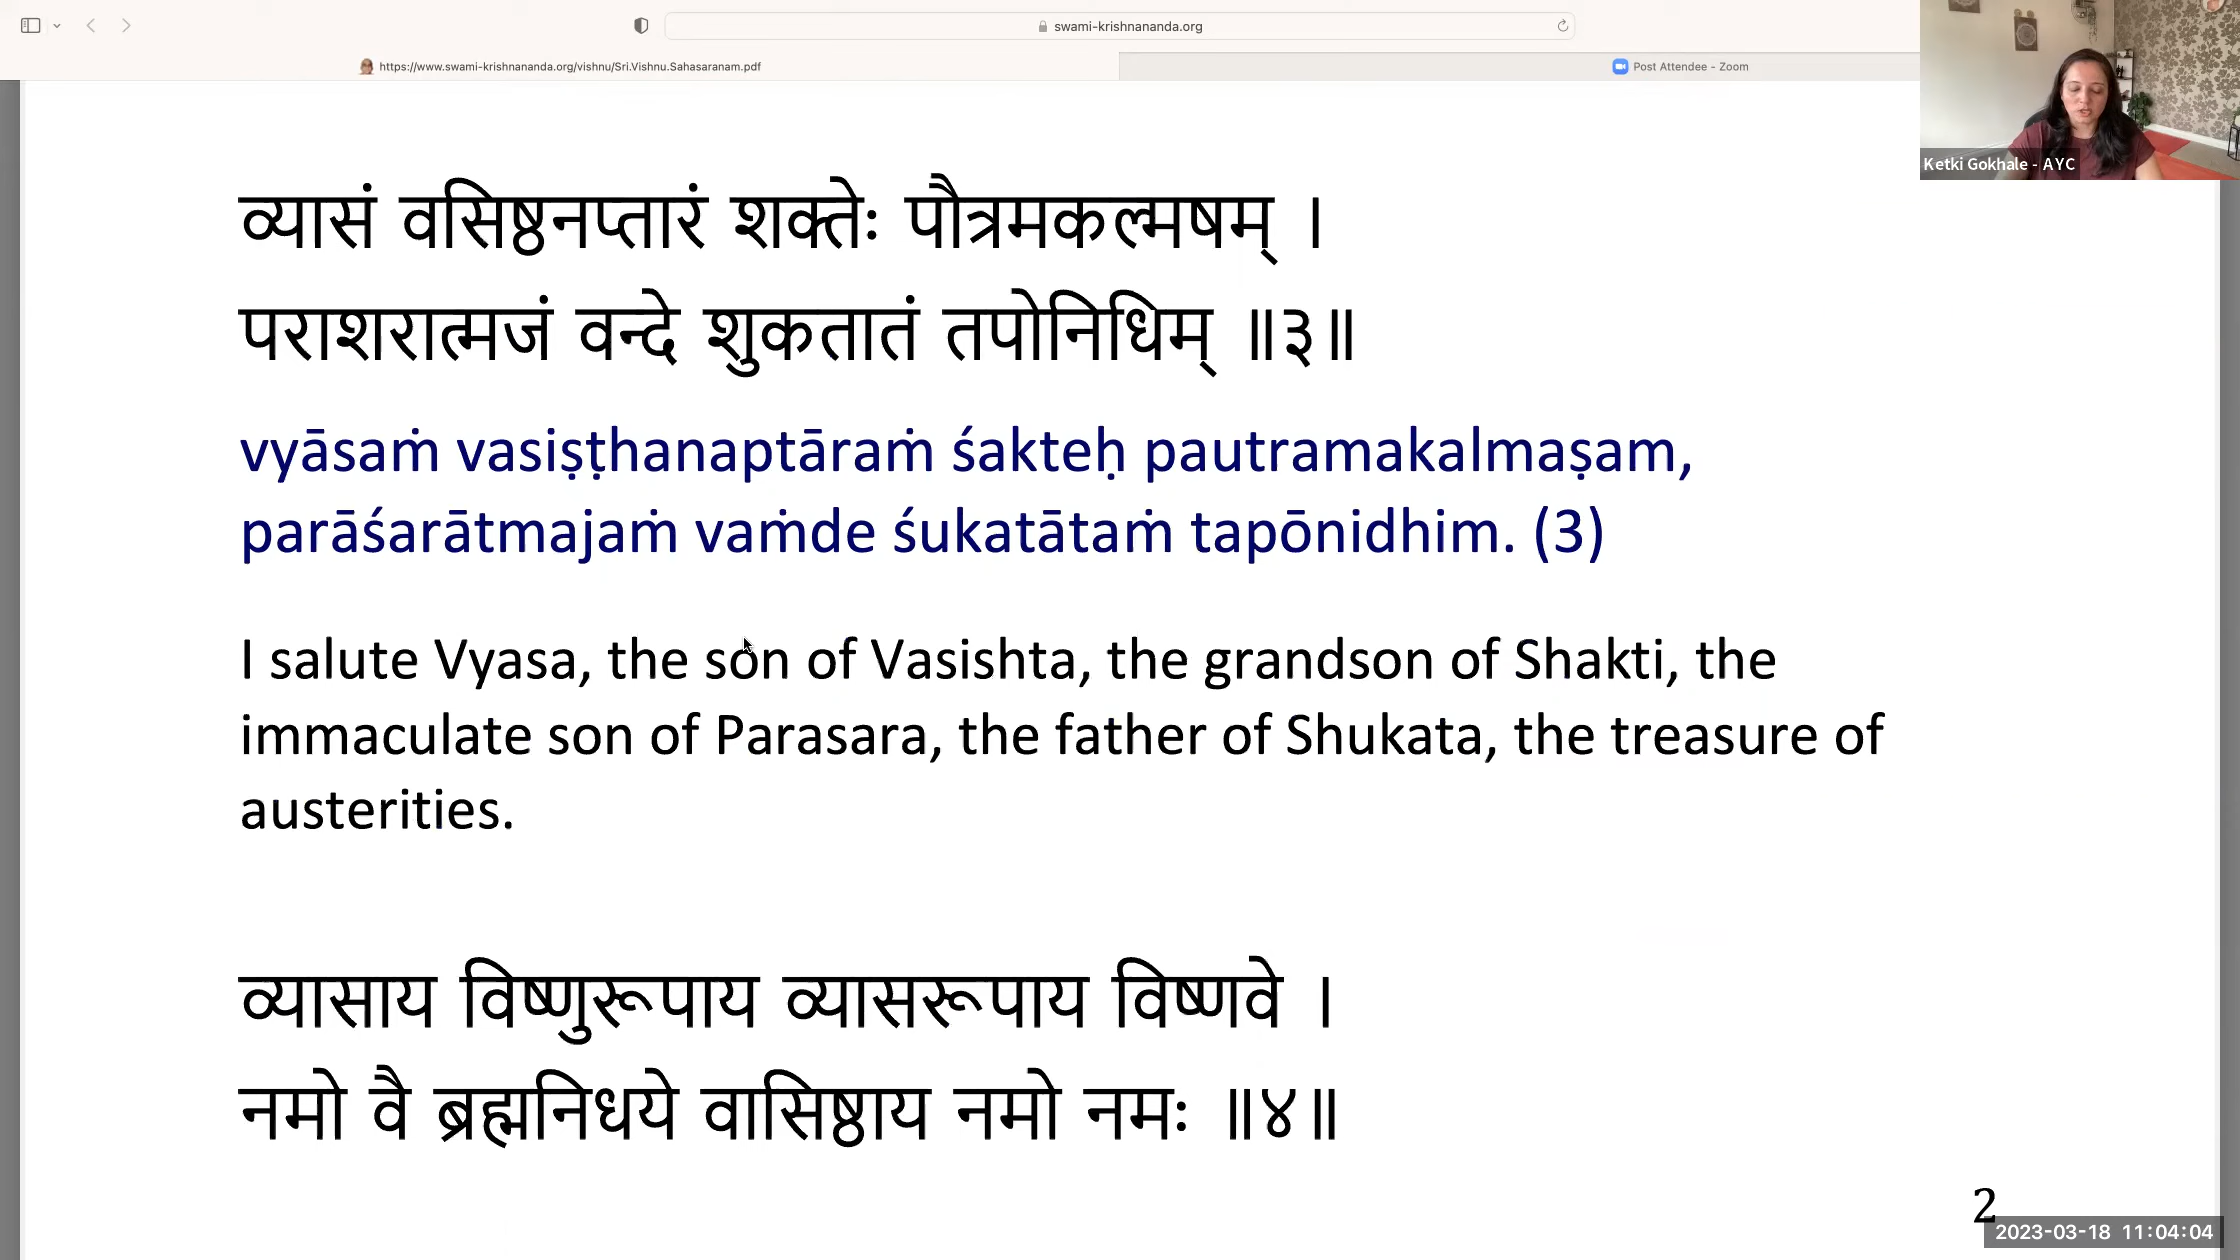 swami-krishnananda.org
https://www.swami-krishnananda.org/vishnu/Sri.Vishnu.Sahasaranam.pdf
Post Attendee - Zoom
Ketki Gokhale - AYC
व्यासं वसिष्ठनप्तारं शक्तेः पौत्रमकल्मषम् ।
पराशरात्मजं वन्दे शुकतातं तपोनिधिम् ॥३॥
vyāsaṁ vasiṣṭhanaptāraṁ śakteḥ pautramakalmaṣam,
parāśarātmajaṁ vaṁde śukatātaṁ tapōnidhim. (3)
I salute Vyasa, the son of Vasishta, the grandson of Shakti, the
immaculate son of Parasara, the father of Shukata, the treasure of
austerities.
व्यासाय विष्णुरूपाय व्यासरूपाय विष्णवे ।
नमो वै ब्रह्मनिधये वासिष्ठाय नमो नमः ॥४॥
2
2023-03-18 11:04:04